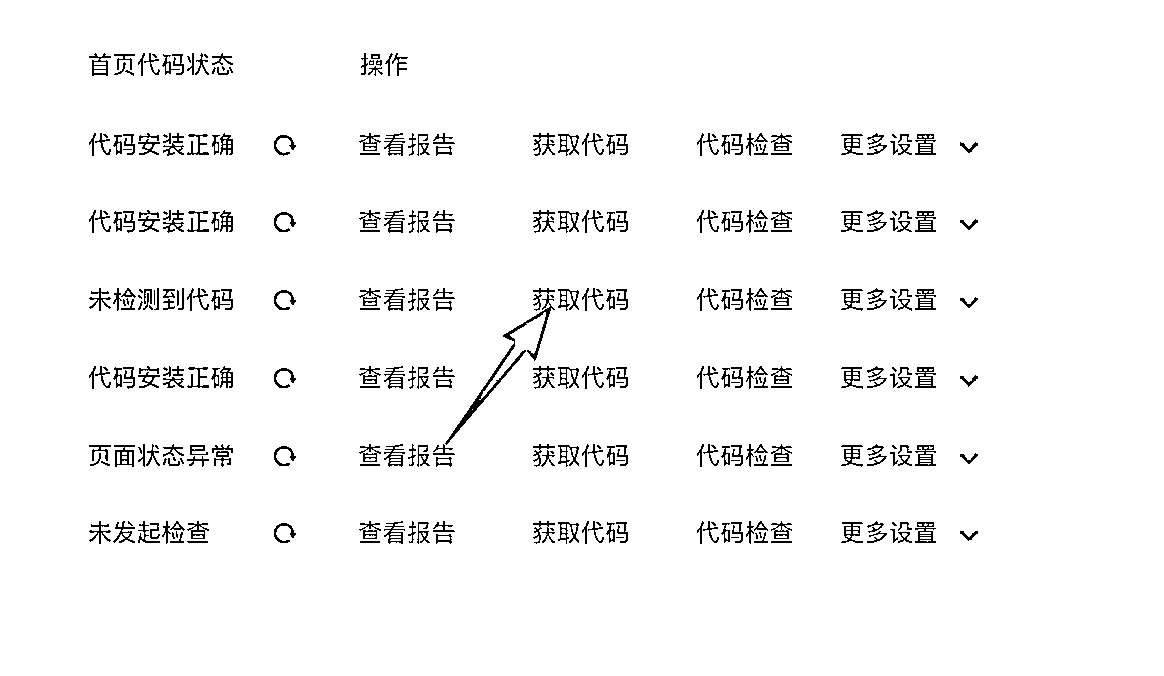 首页代码状态 操作
代码安装正确 查看报告 获取代码 代码检查 更多设置
代码安装正确 查看报告 获取代码 代码检查 更多设置
未检测到代码 查看报告 获取代码 代码检查 更多设置
代码安装正确 查看报告 获取代码 代码检查 更多设置
页面状态异常 查看报告 获取代码 代码检查 更多设置
未发起检查 查看报告 获取代码 代码检查 更多设置